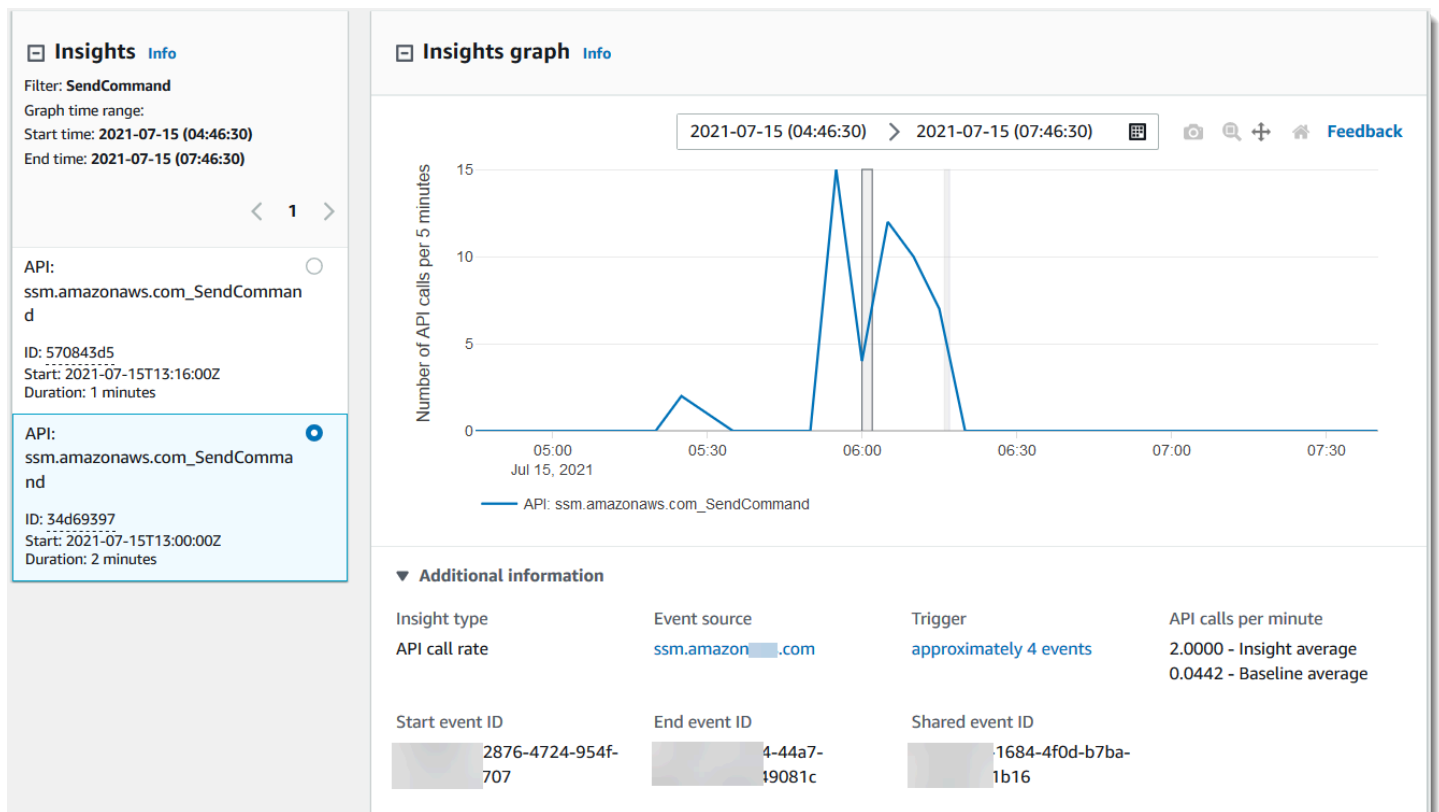 Insights Info
Filter: SendCommand
Graph time range:
Start time: 2021-07-15 (04:46:30)
End time: 2021-07-15 (07:46:30)
1
API:
ssm.amazonaws.com_SendComman
d
ID: 570843d5
Start: 2021-07-15T13:16:00Z
Duration: 1 minutes
API:
ssm.amazonaws.com_SendComma
nd
ID: 34d69397
Start: 2021-07-15T13:00:00Z
Duration: 2 minutes
Insights graph Info
2021-07-15 (04:46:30) 2021-07-15 (07:46:30) Feedback
Number of API calls per 5 minutes
15
10
5
0
05:00 05:30 06:00 06:30 07:00 07:30
Jul 15, 2021
API: ssm.amazonaws.com_SendCommand
Additional information
Insight type Event source Trigger API calls per minute
API call rate ssm.amazon .com approximately 4 events 2.0000 - Insight average
0.0442 - Baseline average
Start event ID End event ID Shared event ID
2876-4724-954f- 4-44a7- -1684-4f0d-b7ba-
707 49081c 1b16